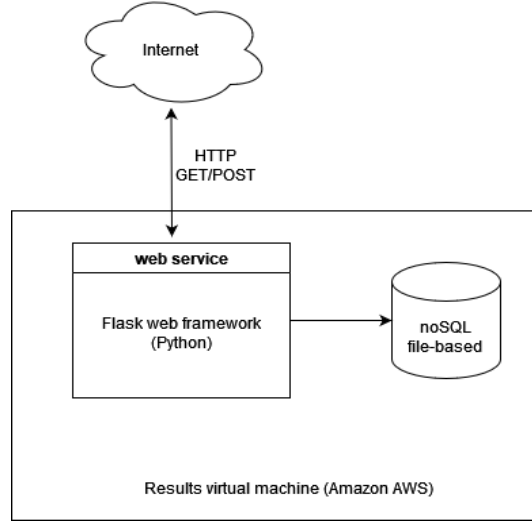 Internet
HTTP
GET/POST
web service
Flask web framework
(Python)
noSQL
file-based
Results virtual machine (Amazon AWS)